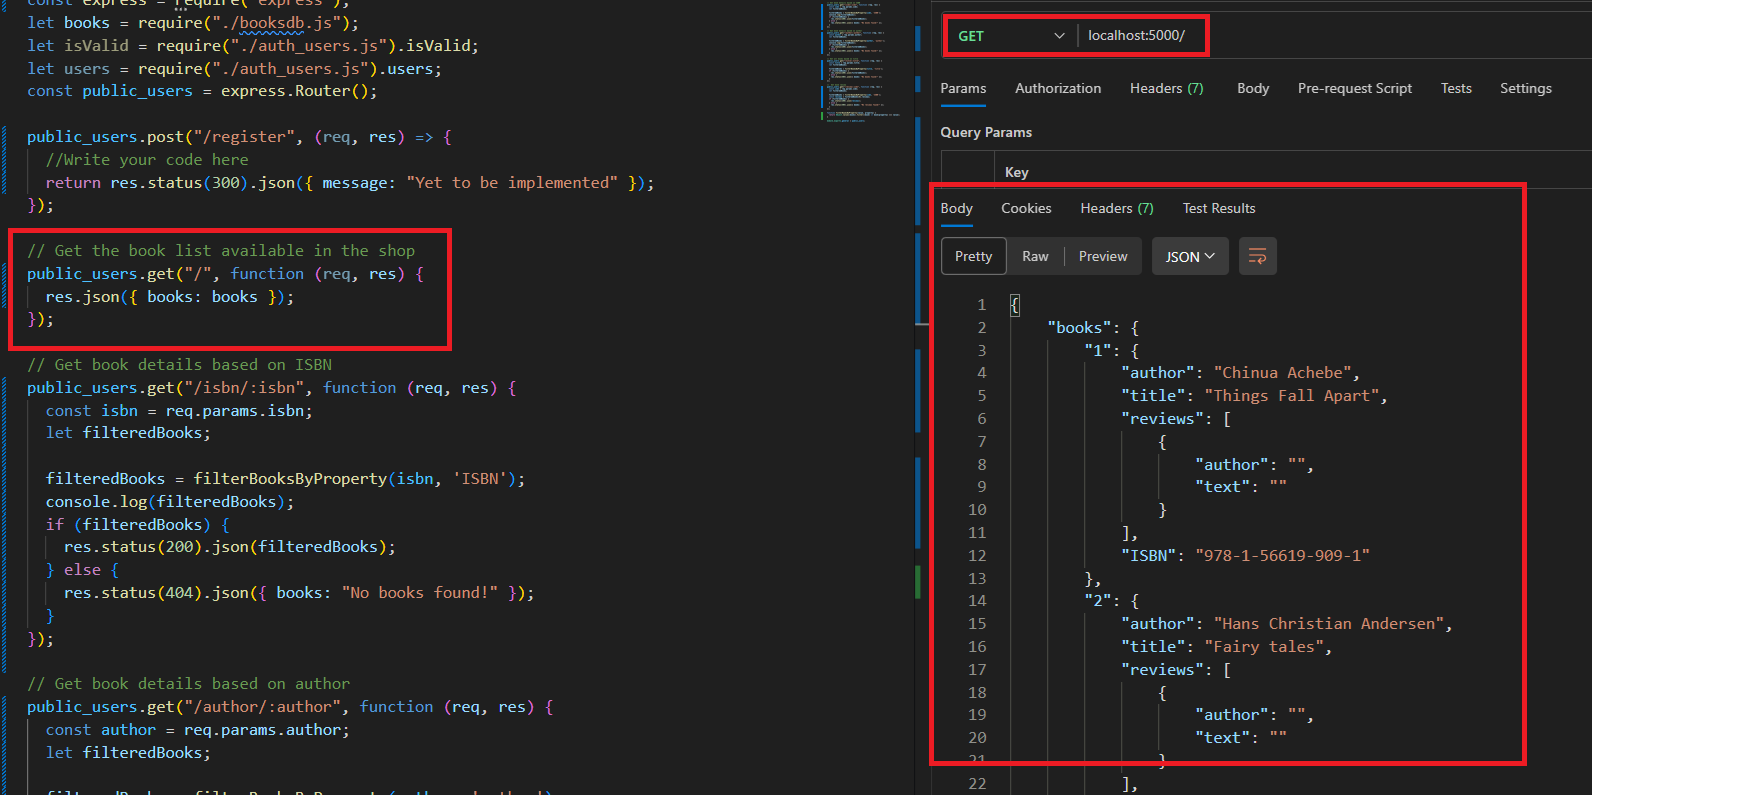 const express = require("express");
let books = require("./booksdb.js");
let isValid = require("./auth_users.js").isValid;
let users = require("./auth_users.js").users;
const public_users = express.Router();
public_users.post("/register", (req, res) => {
//Write your code here
return res.status(300).json({ message: "Yet to be implemented" });
});
// Get the book list available in the shop
public_users.get("/", function (req, res) {
res.json({ books: books });
});
// Get book details based on ISBN
public_users.get("/isbn/:isbn", function (req, res) {
const isbn = req.params.isbn;
let filteredBooks;
filteredBooks = filterBooksByProperty(isbn, 'ISBN');
console.log(filteredBooks);
if (filteredBooks) {
res.status(200).json(filteredBooks);
} else {
res.status(404).json({ books: "No books found!" });
}
});
// Get book details based on author
public_users.get("/author/:author", function (req, res) {
const author = req.params.author;
let filteredBooks;
GET localhost:5000/
Params Authorization Headers (7) Body Pre-request Script Tests Settings
Query Params
Key
Body Cookies Headers (7) Test Results
Pretty Raw Preview JSON
1 {
2 "books": {
3 "1": {
4 "author": "Chinua Achebe",
5 "title": "Things Fall Apart",
6 "reviews": [
7 {
8 "author": "",
9 "text": ""
10 }
11 ],
12 "ISBN": "978-1-56619-909-1"
13 },
14 "2": {
15 "author": "Hans Christian Andersen",
16 "title": "Fairy tales",
17 "reviews": [
18 {
19 "author": "",
20 "text": ""
21 }
22 ],